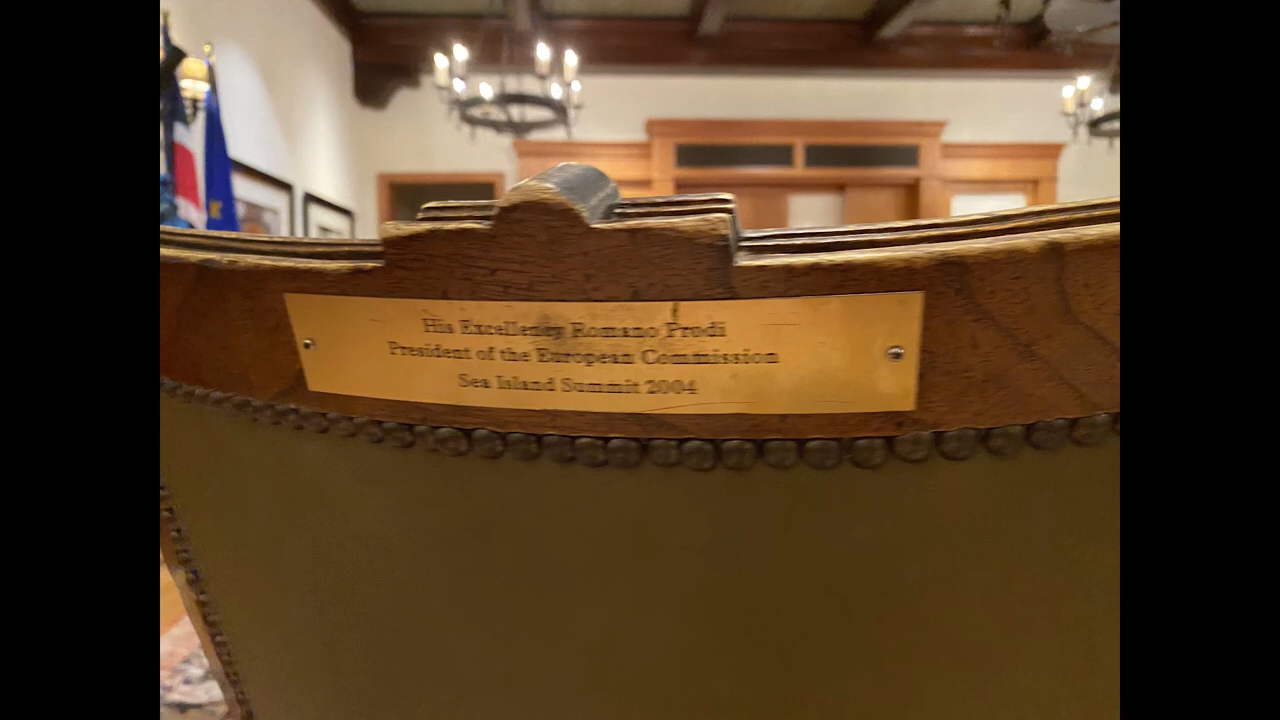 His Excellency Romano Prodi
President of the European Commission
Sea Island Summit 2004